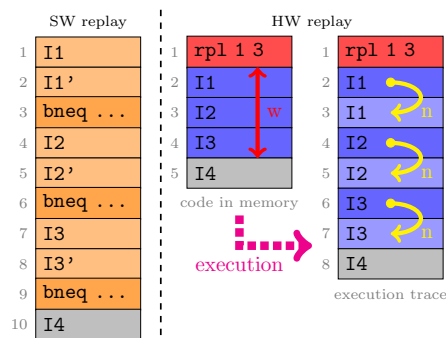 SW replay
1 I1
2 I1'
3 bneq ...
4 I2
5 I2'
6 bneq ...
7 I3
8 I3'
9 bneq ...
10 I4
HW replay
1 rpl 1 3
2 I1
3 I2
4 I3
5 I4
w
code in memory
execution
1 rpl 1 3
2 I1
3 I1
n
4 I2
5 I2
n
6 I3
7 I3
n
8 I4
execution trace